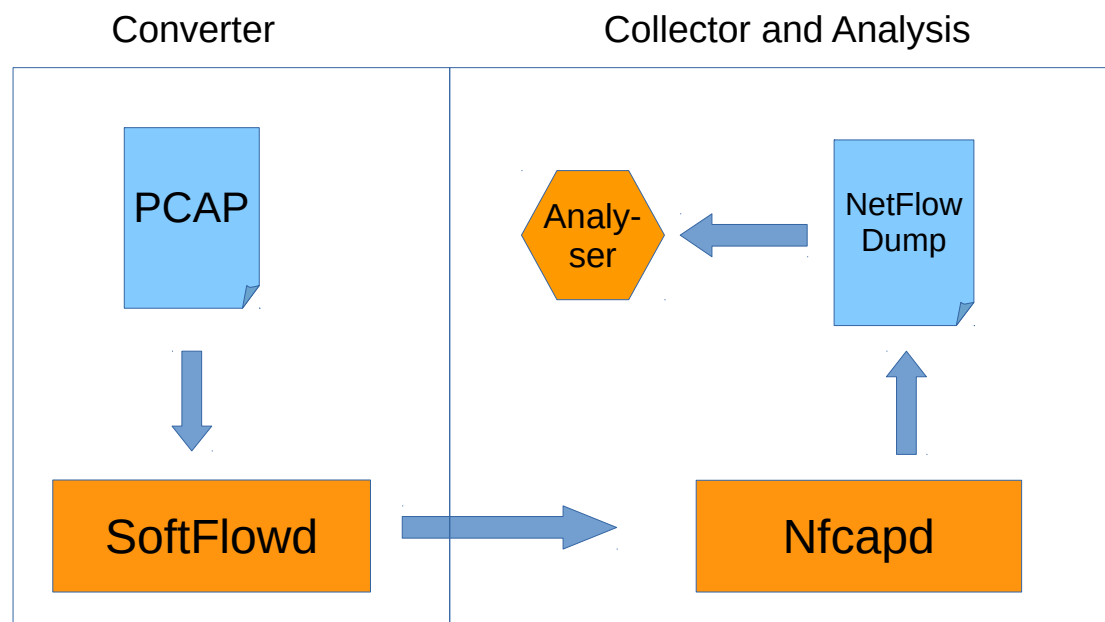 Converter
Collector and Analysis
PCAP
Analy-
ser
NetFlow
Dump
SoftFlowd
Nfcapd